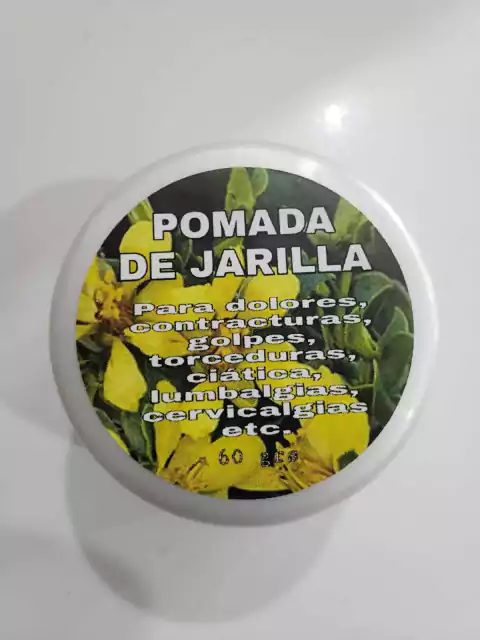 POMADA
DE JARILLA
Para dolores,
contracturas,
golpes,
torceduras,
ciática,
lumbalgias,
cervicalgias
etc.
60 grs